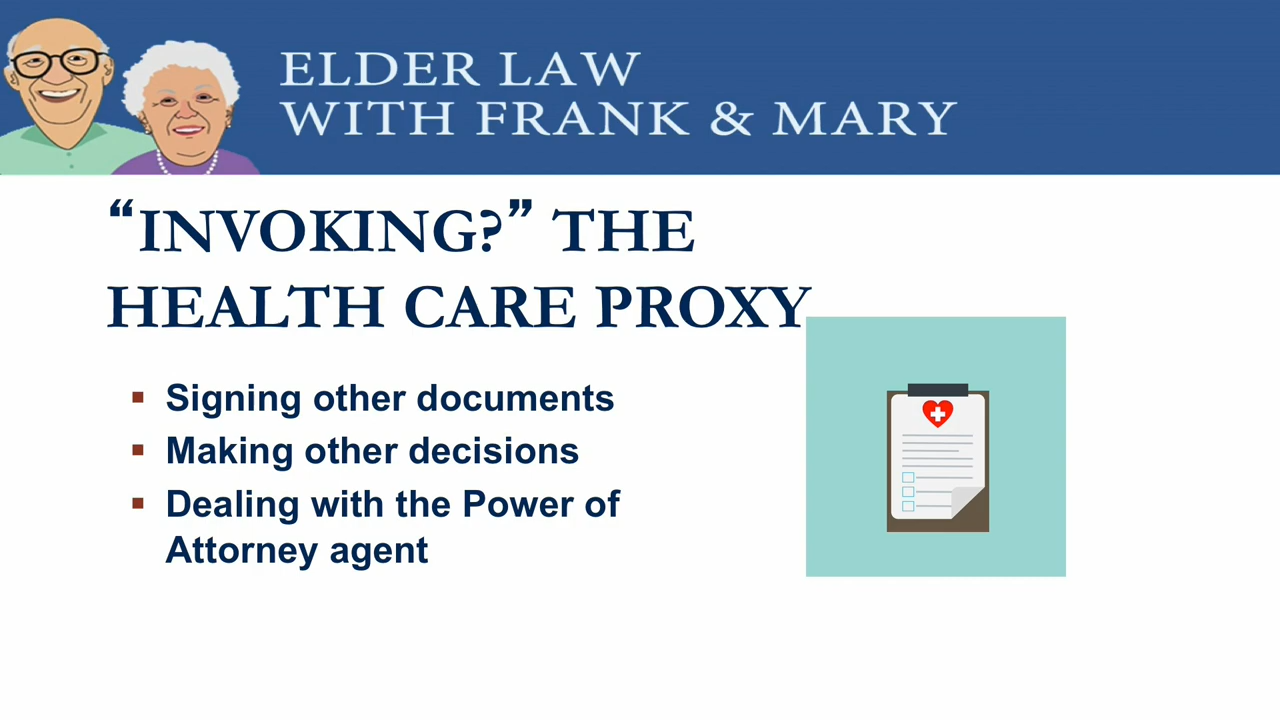 ELDER LAW
WITH FRANK & MARY
“INVOKING?” THE
HEALTH CARE PROXY
▪ Signing other documents
▪ Making other decisions
▪ Dealing with the Power of
Attorney agent